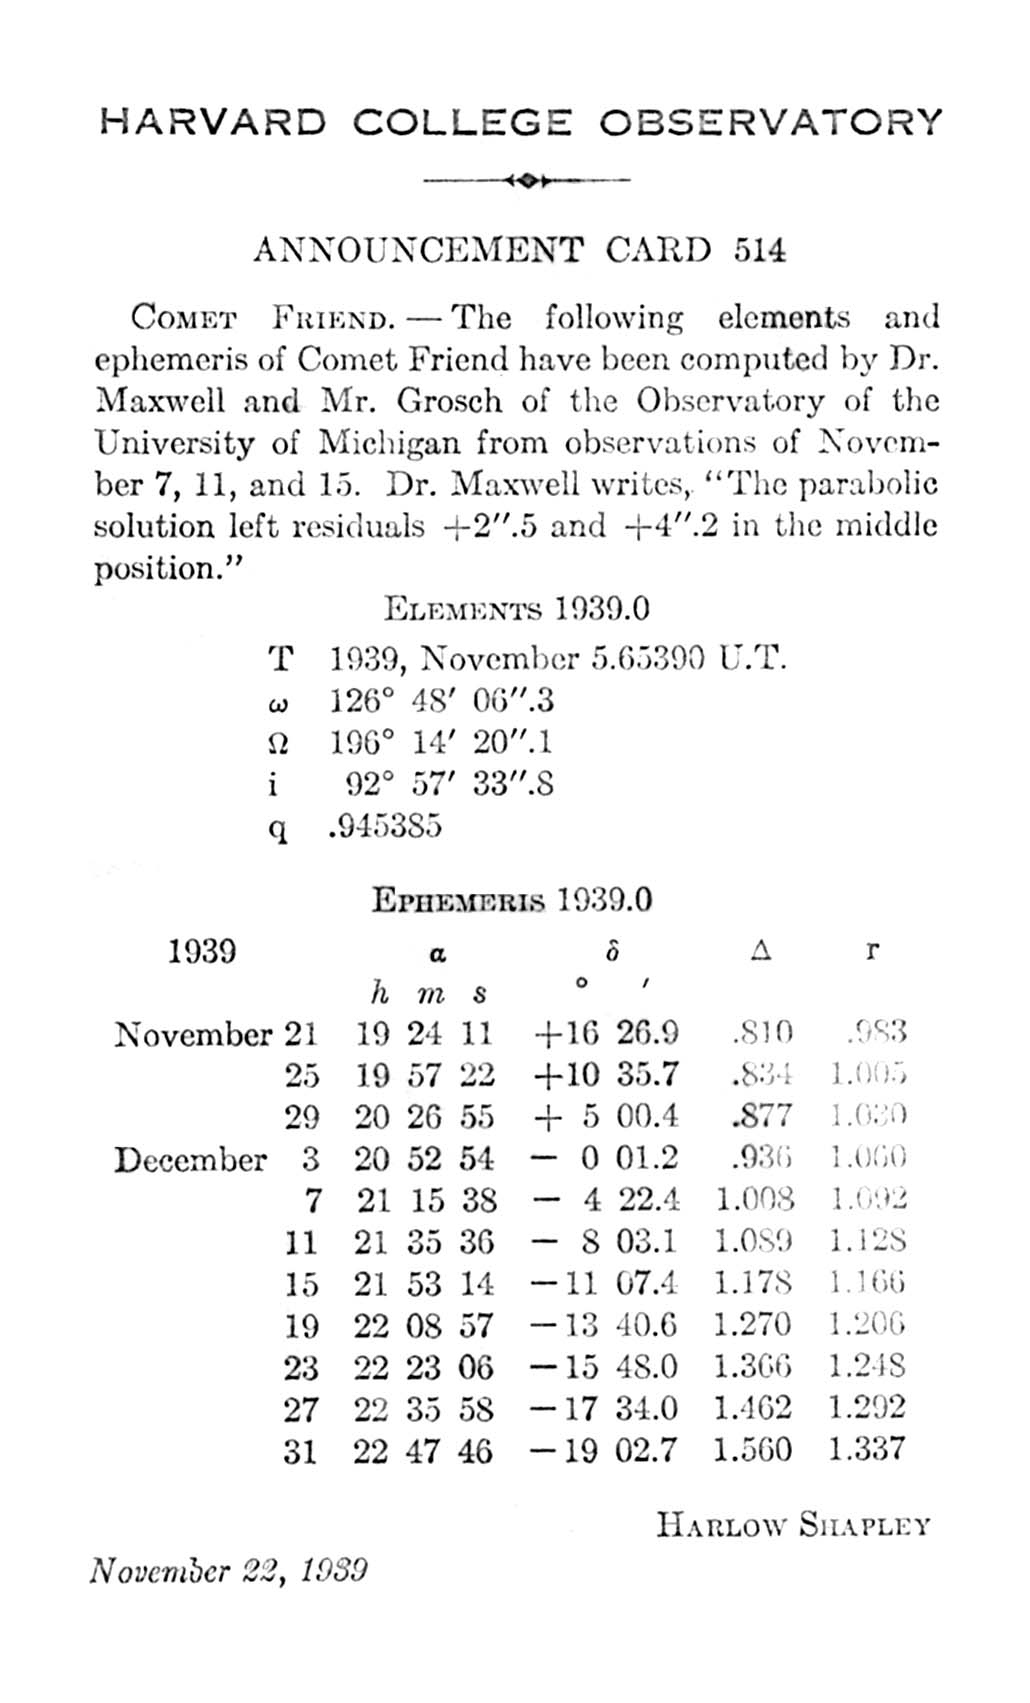 HARVARD COLLEGE OBSERVATORY
ANNOUNCEMENT CARD 514
COMET FRIEND. — The following elements and
ephemeris of Comet Friend have been computed by Dr.
Maxwell and Mr. Grosch of the Observatory of the
University of Michigan from observations of Novem-
ber 7, 11, and 15. Dr. Maxwell writes, “The parabolic
solution left residuals +2″.5 and +4″.2 in the middle
position.”
ELEMENTS 1939.0
T 1939, November 5.65390 U.T.
ω 126° 48′ 06″.3
Ω 196° 14′ 20″.1
i 92° 57′ 33″.8
q .945385
EPHEMERIS 1939.0
1939 α δ Δ r
h m s ° ′
November 21 19 24 11 +16 26.9 .810 .983
25 19 57 22 +10 35.7 .834 1.005
29 20 26 55 + 5 00.4 .877 1.030
December 3 20 52 54 − 0 01.2 .936 1.060
7 21 15 38 − 4 22.4 1.008 1.092
11 21 35 36 − 8 03.1 1.089 1.128
15 21 53 14 −11 07.4 1.178 1.166
19 22 08 57 −13 40.6 1.270 1.206
23 22 23 06 −15 48.0 1.366 1.248
27 22 35 58 −17 34.0 1.462 1.292
31 22 47 46 −19 02.7 1.560 1.337
HARLOW SHAPLEY
November 22, 1939